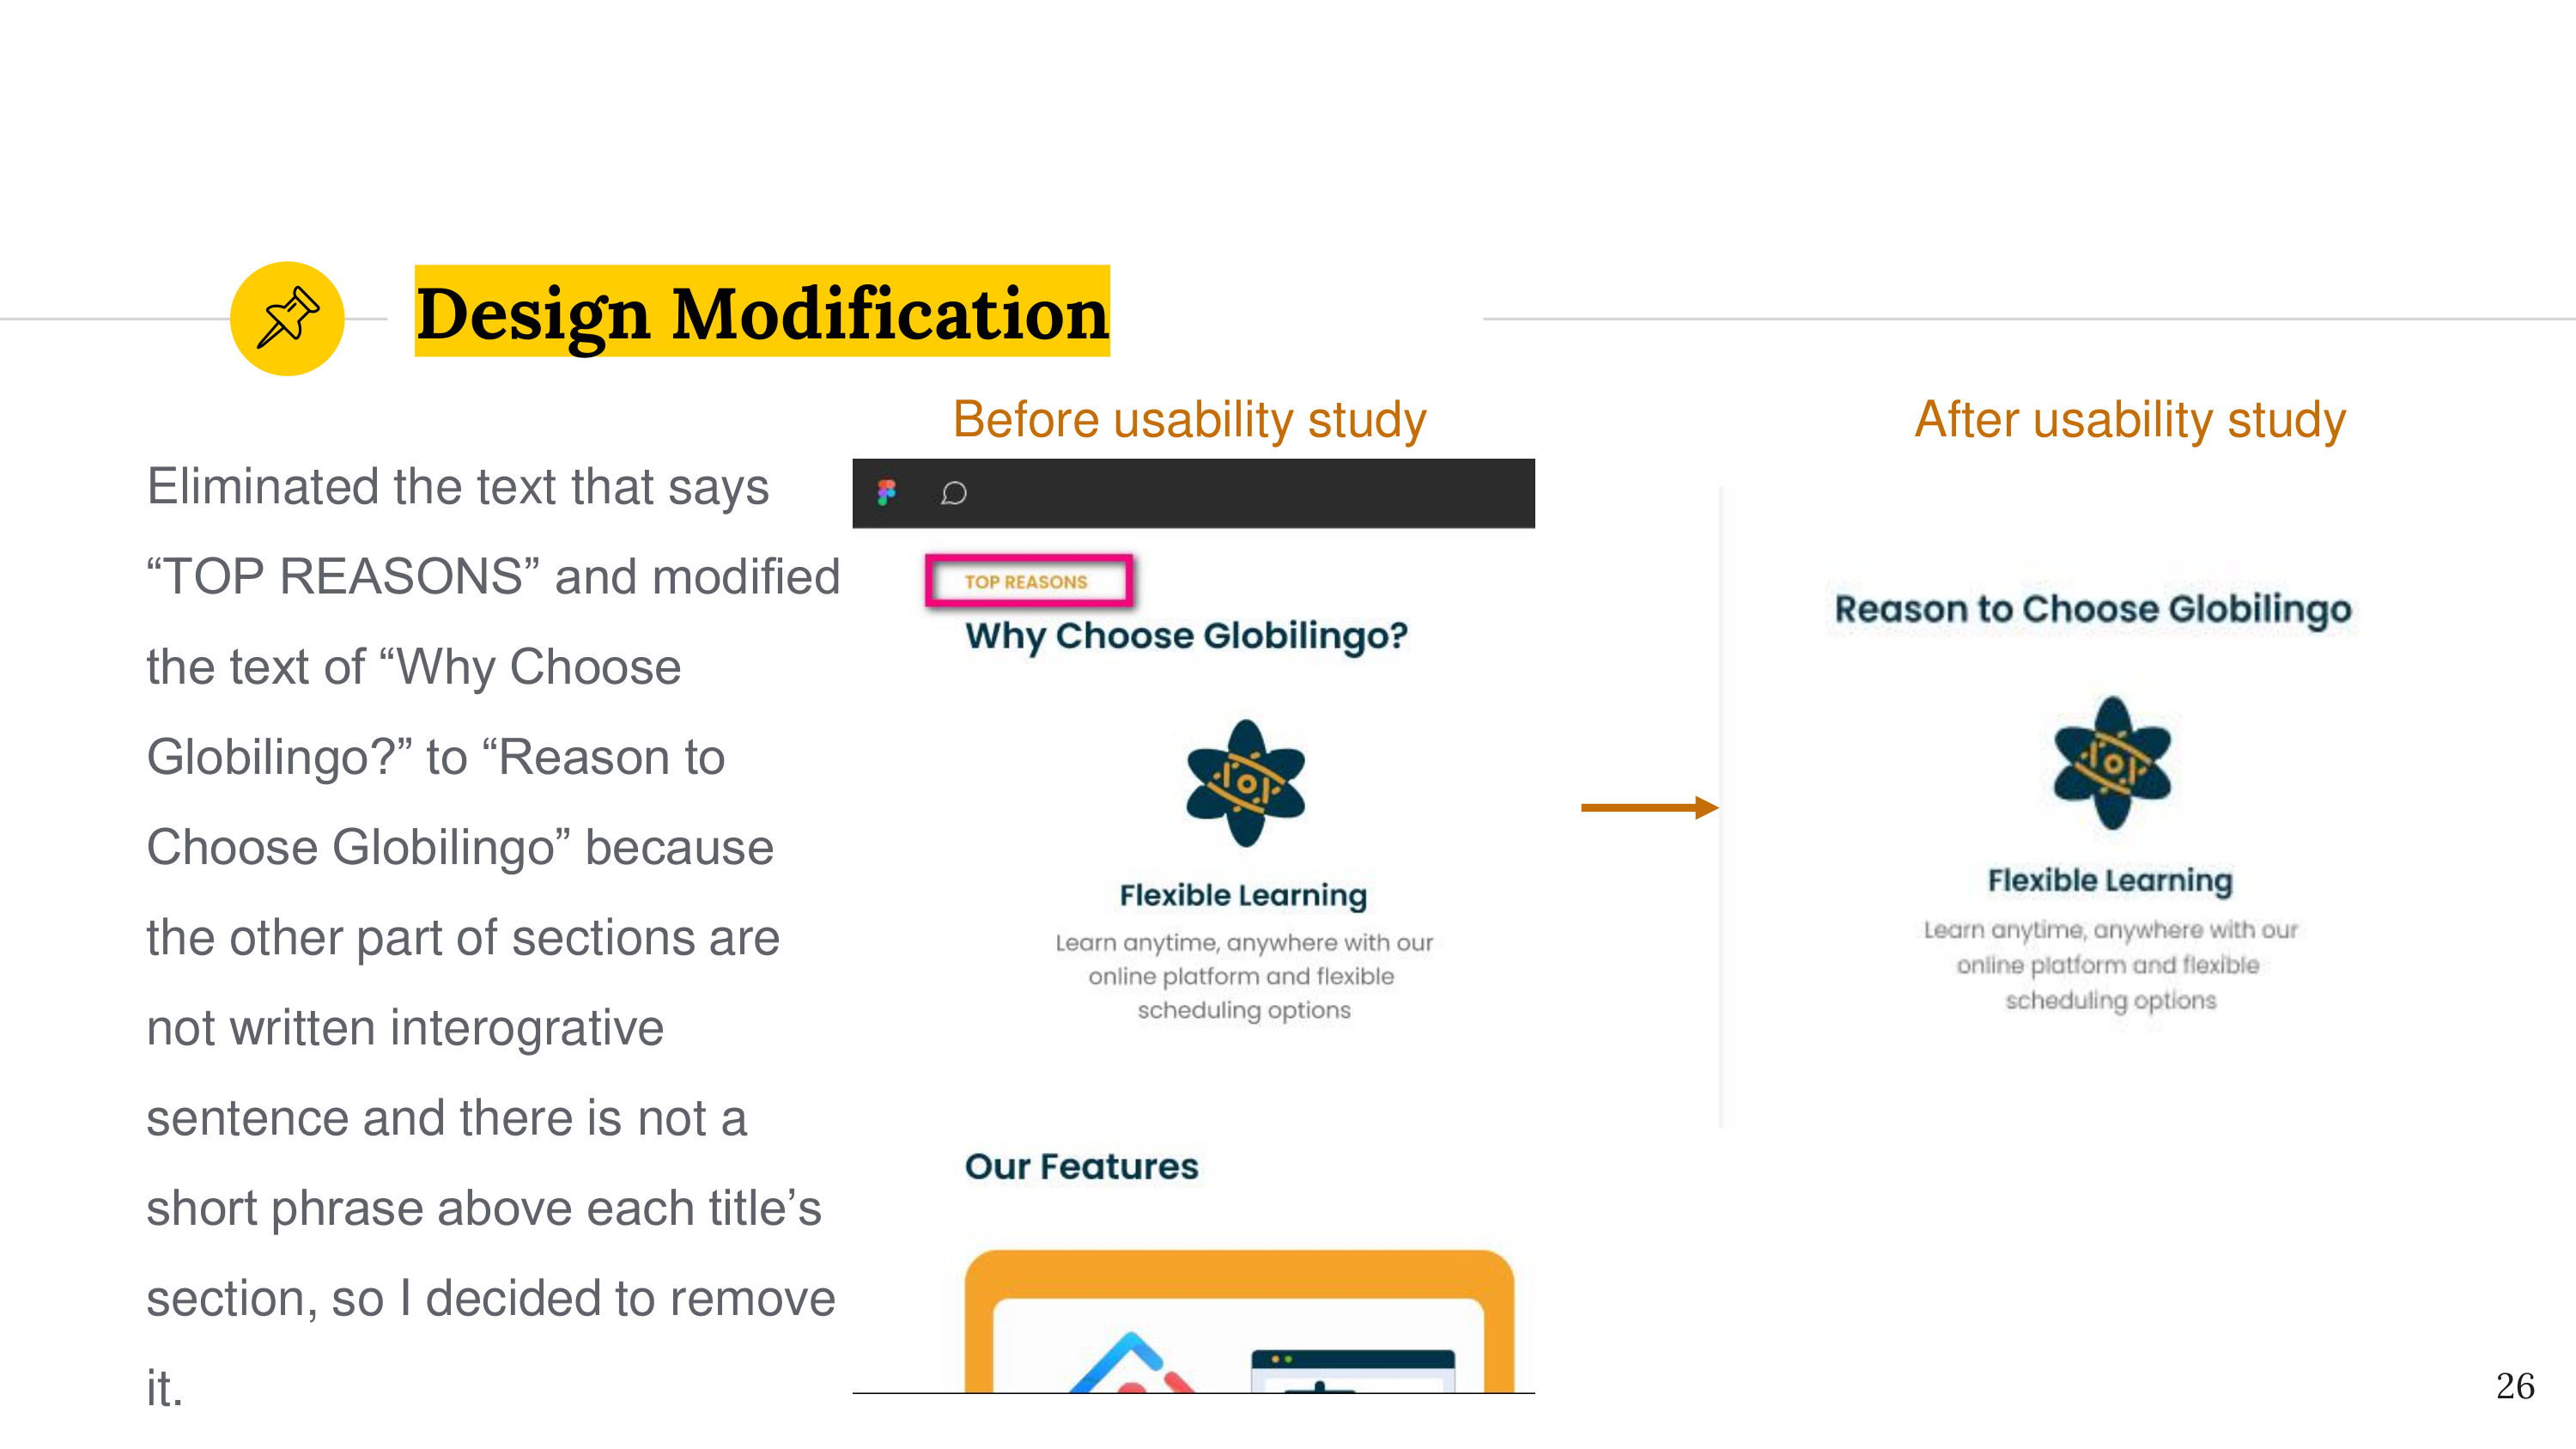 Design Modification
Eliminated the text that says
“TOP REASONS” and modified
the text of “Why Choose
Globilingo?” to “Reason to
Choose Globilingo” because
the other part of sections are
not written interogrative
sentence and there is not a
short phrase above each title’s
section, so I decided to remove
it.
Before usability study
TOP REASONS
Why Choose Globilingo?
TOP
Flexible Learning
Learn anytime, anywhere with our
online platform and flexible
scheduling options
Our Features
After usability study
Reason to Choose Globilingo
TOP
Flexible Learning
Learn anytime, anywhere with our
online platform and flexible
scheduling options
26